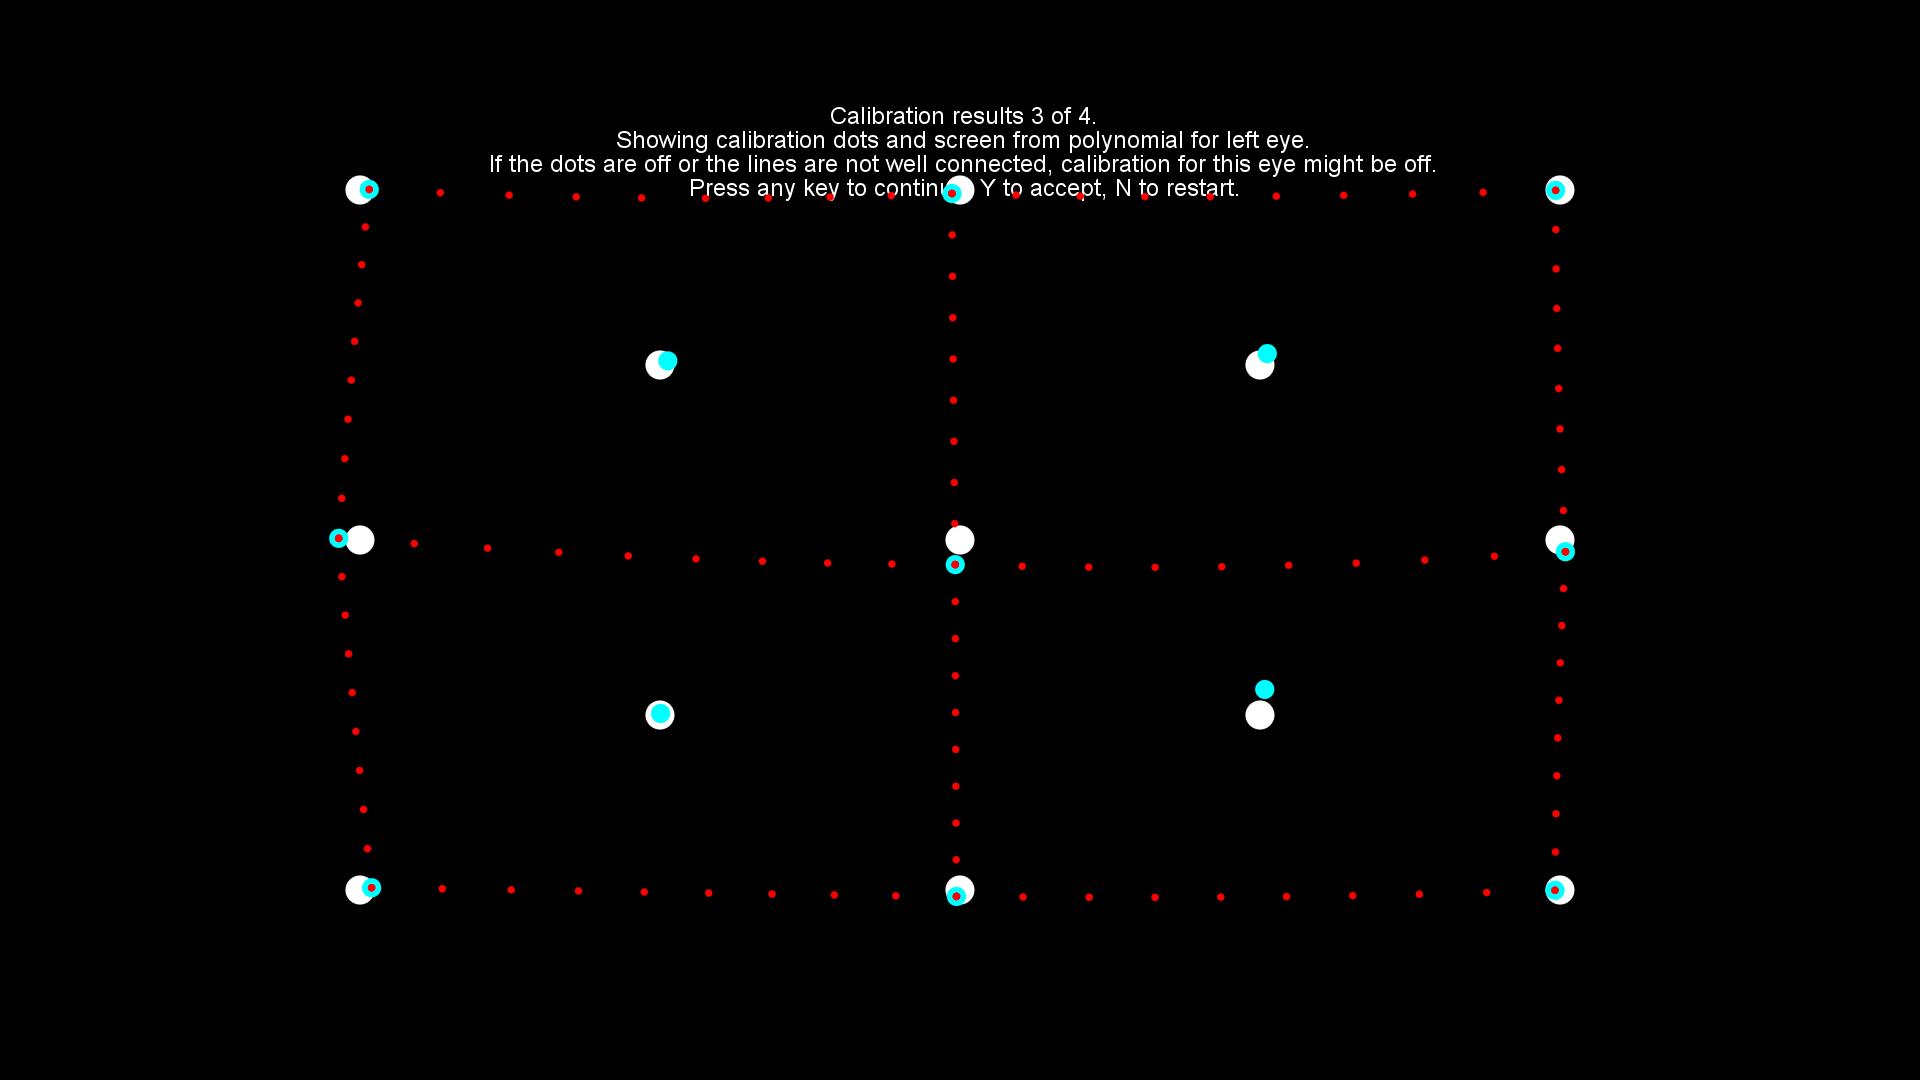 Calibration results 3 of 4.
Showing calibration dots and screen from polynomial for left eye.
If the dots are off or the lines are not well connected, calibration for this eye might be off.
Press any key to continue, Y to accept, N to restart.